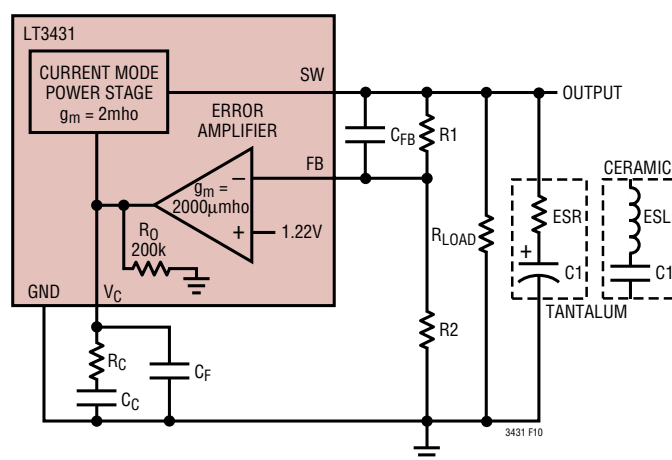 LT3431
CURRENT MODE
POWER STAGE
gm = 2mho
SW
OUTPUT
ERROR
AMPLIFIER
CFB
R1
FB
CERAMIC
gm =
2000µmho
–
+
1.22V
RO
200k
RLOAD
ESR
ESL
+
C1
C1
GND
VC
TANTALUM
R2
RC
CF
CC
3431 F10